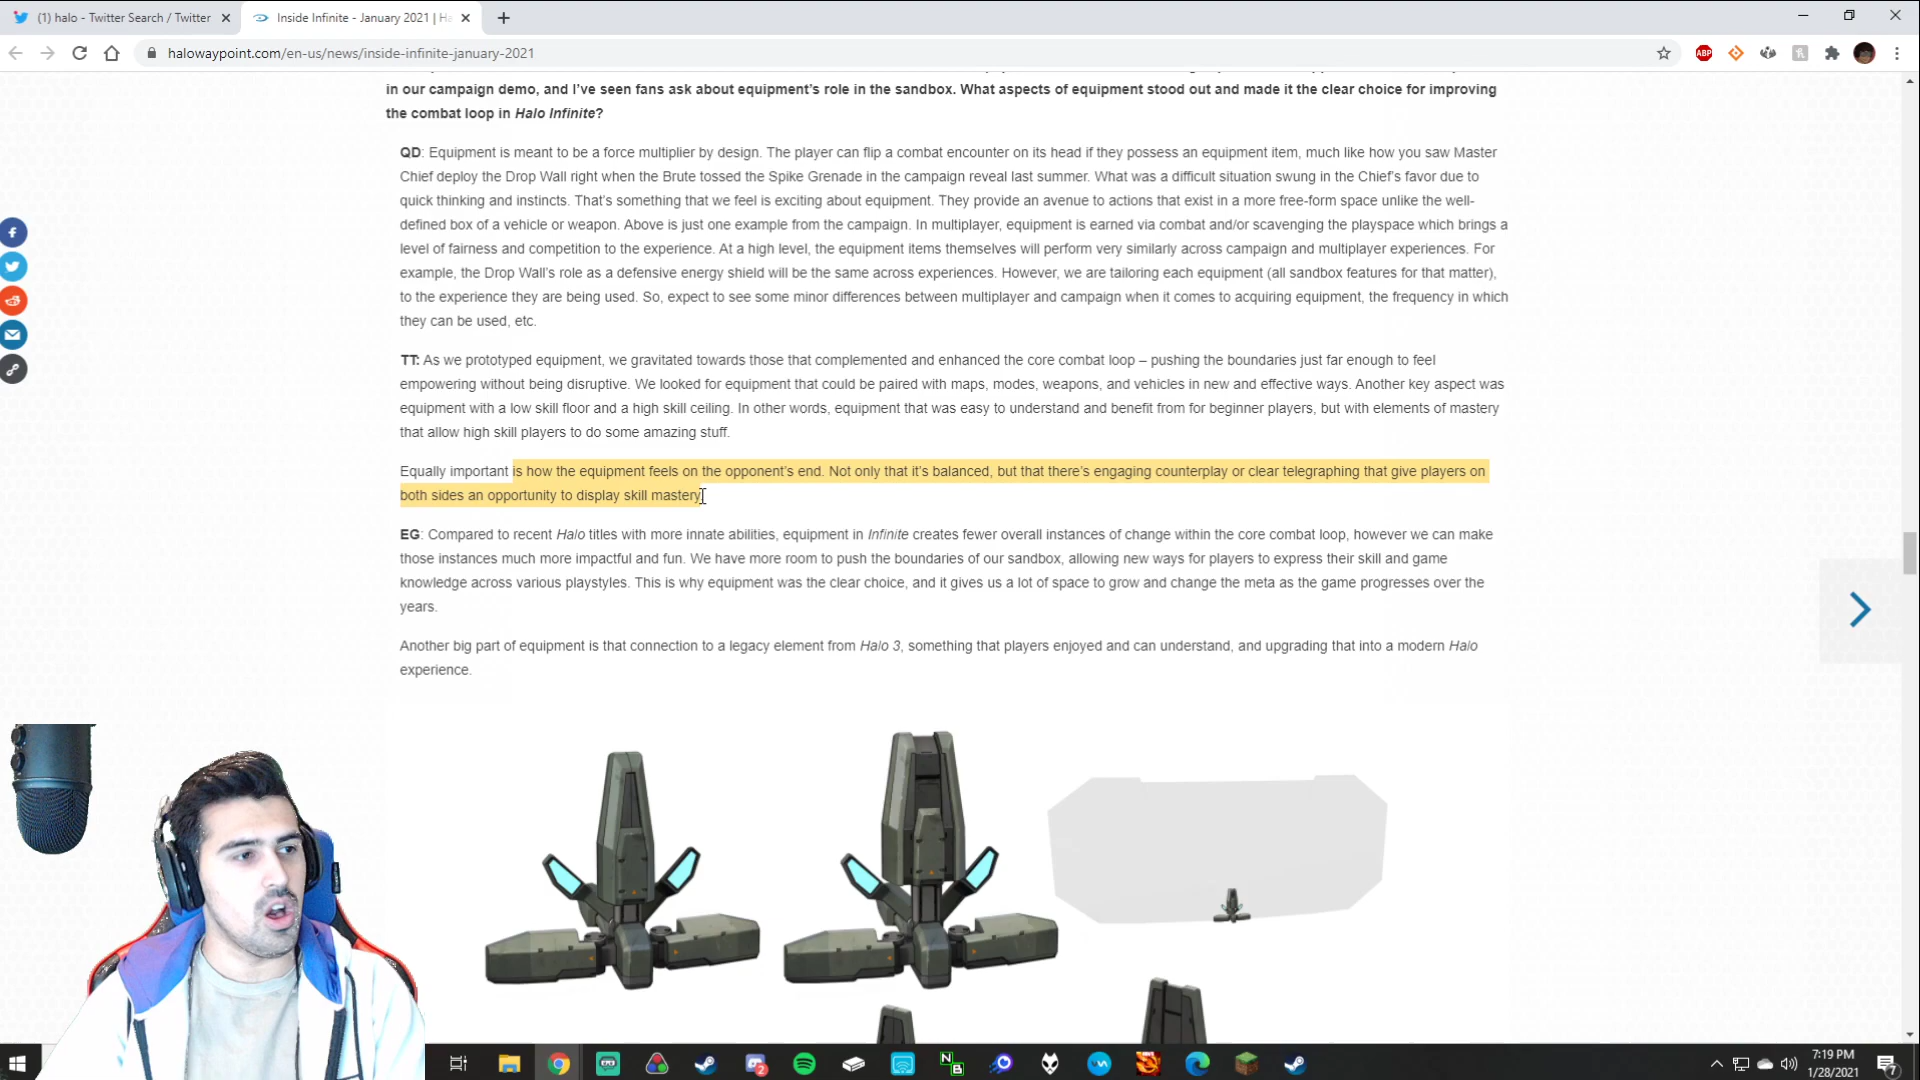 (1) halo - Twitter Search / Twitter
Inside Infinite - January 2021 | Ha
halowaypoint.com/en-us/news/inside-infinite-january-2021
ABP
in our campaign demo, and I've seen fans ask about equipment's role in the sandbox. What aspects of equipment stood out and made it the clear choice for improving
the combat loop in Halo Infinite?
QD: Equipment is meant to be a force multiplier by design. The player can flip a combat encounter on its head if they possess an equipment item, much like how you saw Master
Chief deploy the Drop Wall right when the Brute tossed the Spike Grenade in the campaign reveal last summer. What was a difficult situation swung in the Chief's favor due to
quick thinking and instincts. That's something that we feel is exciting about equipment. They provide an avenue to actions that exist in a more free-form space unlike the well-
defined box of a vehicle or weapon. Above is just one example from the campaign. In multiplayer, equipment is earned via combat and/or scavenging the playspace which brings a
level of fairness and competition to the experience. At a high level, the equipment items themselves will perform very similarly across campaign and multiplayer experiences. For
example, the Drop Wall's role as a defensive energy shield will be the same across experiences. However, we are tailoring each equipment (all sandbox features for that matter),
to the experience they are being used. So, expect to see some minor differences between multiplayer and campaign when it comes to acquiring equipment, the frequency in which
they can be used, etc.
TT: As we prototyped equipment, we gravitated towards those that complemented and enhanced the core combat loop – pushing the boundaries just far enough to feel
empowering without being disruptive. We looked for equipment that could be paired with maps, modes, weapons, and vehicles in new and effective ways. Another key aspect was
equipment with a low skill floor and a high skill ceiling. In other words, equipment that was easy to understand and benefit from for beginner players, but with elements of mastery
that allow high skill players to do some amazing stuff.
Equally important is how the equipment feels on the opponent's end. Not only that it's balanced, but that there's engaging counterplay or clear telegraphing that give players on
both sides an opportunity to display skill mastery.
EG: Compared to recent Halo titles with more innate abilities, equipment in Infinite creates fewer overall instances of change within the core combat loop, however we can make
those instances much more impactful and fun. We have more room to push the boundaries of our sandbox, allowing new ways for players to express their skill and game
knowledge across various playstyles. This is why equipment was the clear choice, and it gives us a lot of space to grow and change the meta as the game progresses over the
years.
Another big part of equipment is that connection to a legacy element from Halo 3, something that players enjoyed and can understand, and upgrading that into a modern Halo
experience.
2
N
B
7:19 PM
1/28/2021
7